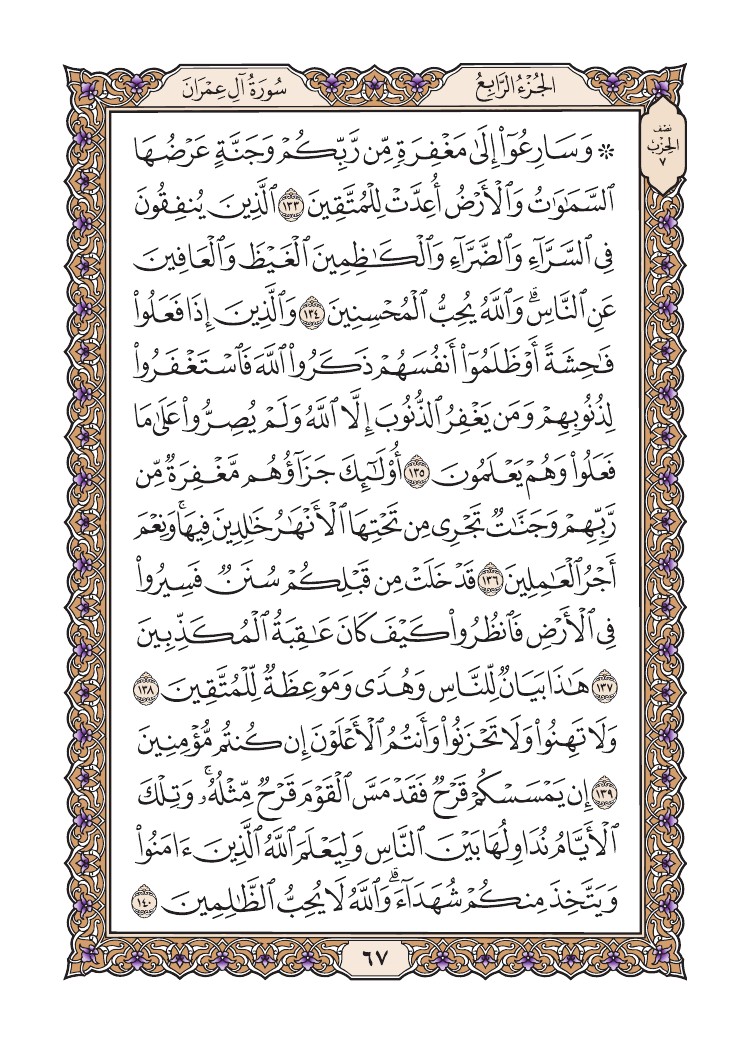 الجُزْءُ الرَّابِعُ
سُورَةُ آلِ عِمْرَانَ
نصف
الحِزْب
٧
۞ وَسَارِعُوٓاْ إِلَىٰ مَغْفِرَةٖ مِّن رَّبِّكُمۡ وَجَنَّةٍ عَرۡضُهَا
ٱلسَّمَٰوَٰتُ وَٱلۡأَرۡضُ أُعِدَّتۡ لِلۡمُتَّقِينَ ١٣٣ ٱلَّذِينَ يُنفِقُونَ
فِي ٱلسَّرَّآءِ وَٱلضَّرَّآءِ وَٱلۡكَٰظِمِينَ ٱلۡغَيۡظَ وَٱلۡعَافِينَ
عَنِ ٱلنَّاسِۗ وَٱللَّهُ يُحِبُّ ٱلۡمُحۡسِنِينَ ١٣٤ وَٱلَّذِينَ إِذَا فَعَلُواْ
فَٰحِشَةً أَوۡ ظَلَمُوٓاْ أَنفُسَهُمۡ ذَكَرُواْ ٱللَّهَ فَٱسۡتَغۡفَرُواْ
لِذُنُوبِهِمۡ وَمَن يَغۡفِرُ ٱلذُّنُوبَ إِلَّا ٱللَّهُ وَلَمۡ يُصِرُّواْ عَلَىٰ مَا
فَعَلُواْ وَهُمۡ يَعۡلَمُونَ ١٣٥ أُوْلَٰٓئِكَ جَزَآؤُهُم مَّغۡفِرَةٞ مِّن
رَّبِّهِمۡ وَجَنَّٰتٞ تَجۡرِي مِن تَحۡتِهَا ٱلۡأَنۡهَٰرُ خَٰلِدِينَ فِيهَاۚ وَنِعۡمَ
أَجۡرُ ٱلۡعَٰمِلِينَ ١٣٦ قَدۡ خَلَتۡ مِن قَبۡلِكُمۡ سُنَنٞ فَسِيرُواْ
فِي ٱلۡأَرۡضِ فَٱنظُرُواْ كَيۡفَ كَانَ عَٰقِبَةُ ٱلۡمُكَذِّبِينَ
١٣٧ هَٰذَا بَيَانٞ لِّلنَّاسِ وَهُدٗى وَمَوۡعِظَةٞ لِّلۡمُتَّقِينَ ١٣٨
وَلَا تَهِنُواْ وَلَا تَحۡزَنُواْ وَأَنتُمُ ٱلۡأَعۡلَوۡنَ إِن كُنتُم مُّؤۡمِنِينَ
١٣٩ إِن يَمۡسَسۡكُمۡ قَرۡحٞ فَقَدۡ مَسَّ ٱلۡقَوۡمَ قَرۡحٞ مِّثۡلُهُۥۚ وَتِلۡكَ
ٱلۡأَيَّامُ نُدَاوِلُهَا بَيۡنَ ٱلنَّاسِ وَلِيَعۡلَمَ ٱللَّهُ ٱلَّذِينَ ءَامَنُواْ
وَيَتَّخِذَ مِنكُمۡ شُهَدَآءَۗ وَٱللَّهُ لَا يُحِبُّ ٱلظَّٰلِمِينَ ١٤٠
٦٧